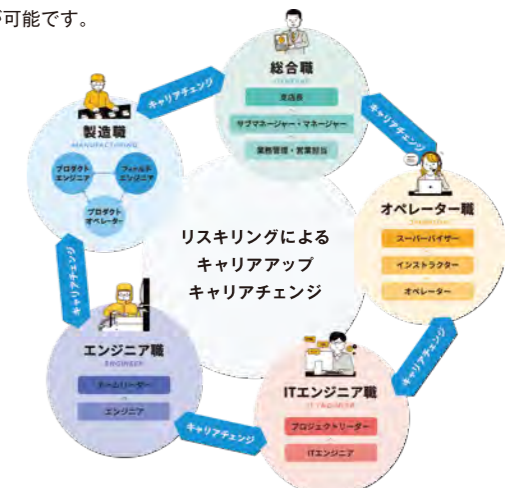 が可能です。
総合職
支店長
サブマネージャー・マネージャー
業務管理・営業担当
キャリアチェンジ
製造職
MANUFACTURING
プロダクト
エンジニア
フィールド
エンジニア
プロダクト
オペレーター
キャリアチェンジ
オペレーター職
スーパーバイザー
インストラクター
オペレーター
リスキリングによる
キャリアアップ
キャリアチェンジ
キャリアチェンジ
エンジニア職
ENGINEER
チームリーダー
エンジニア
キャリアチェンジ
ITエンジニア職
IT ENGINEER
プロジェクトリーダー
ITエンジニア
キャリアチェンジ